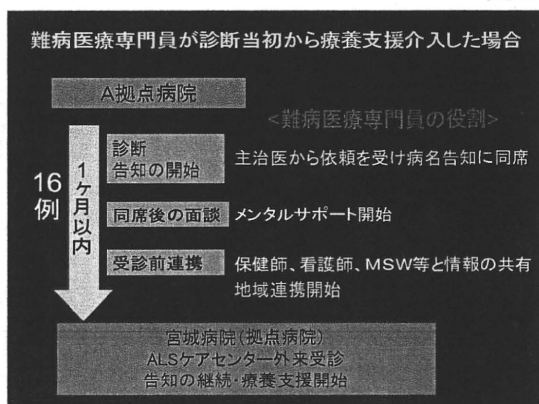 難病医療専門員が診断当初から療養支援介入した場合
A拠点病院
<難病医療専門員の役割>
16例
1ヶ月以内
診断
告知の開始
主治医から依頼を受け病名告知に同席
同席後の面談
メンタルサポート開始
受診前連携
保健師、看護師、MSW等と情報の共有
地域連携開始
宮城病院(拠点病院)
ALSケアセンター外来受診
告知の継続・療養支援開始